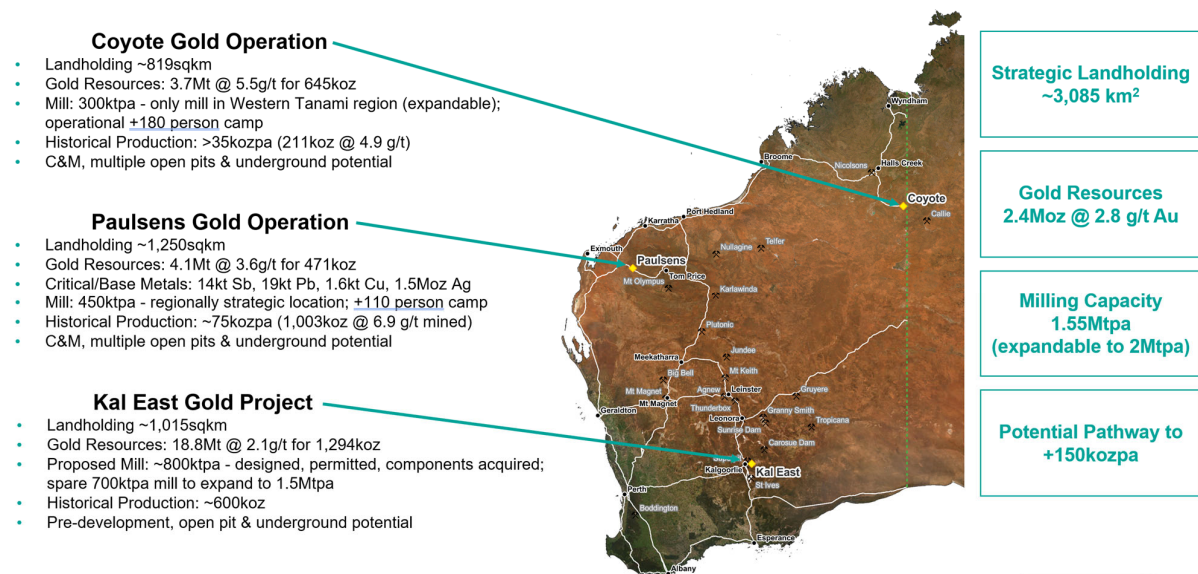 Coyote Gold Operation
• Landholding ~819sqkm
• Gold Resources: 3.7Mt @ 5.5g/t for 645koz
• Mill: 300ktpa - only mill in Western Tanami region (expandable);
operational +180 person camp
• Historical Production: >35kozpa (211koz @ 4.9 g/t)
• C&M, multiple open pits & underground potential
Paulsens Gold Operation
• Landholding ~1,250sqkm
• Gold Resources: 4.1Mt @ 3.6g/t for 471koz
• Critical/Base Metals: 14kt Sb, 19kt Pb, 1.6kt Cu, 1.5Moz Ag
• Mill: 450ktpa - regionally strategic location; +110 person camp
• Historical Production: ~75kozpa (1,003koz @ 6.9 g/t mined)
• C&M, multiple open pits & underground potential
Kal East Gold Project
• Landholding ~1,015sqkm
• Gold Resources: 18.8Mt @ 2.1g/t for 1,294koz
• Proposed Mill: ~800ktpa - designed, permitted, components acquired;
spare 700ktpa mill to expand to 1.5Mtpa
• Historical Production: ~600koz
• Pre-development, open pit & underground potential
Wyndham
Broome
Nicolsons
Halls Creek
Coyote
Callie
Port Hedland
Karratha
Exmouth
Nullagine
Telfer
Paulsens
Tom Price
Mt Olympus
Karlawinda
Plutonic
Meekatharra
Jundee
Big Bell
Mt Keith
Mt Magnet
Agnew
Leinster
Gruyere
Mt Magnet
Geraldton
Thunderbox
Granny Smith
Leonora
Tropicana
Sunrise Dam
Carosue Dam
Kalgoorlie
Kal East
St Ives
Perth
Boddington
Esperance
Albany
Strategic Landholding
~3,085 km²
Gold Resources
2.4Moz @ 2.8 g/t Au
Milling Capacity
1.55Mtpa
(expandable to 2Mtpa)
Potential Pathway to
+150kozpa